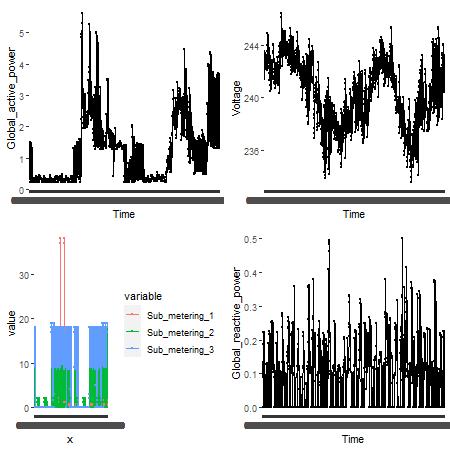 Global_active_power
5
4
3
2
1
0
Time
Voltage
244
240
236
Time
value
30
20
10
0
x
variable
Sub_metering_1
Sub_metering_2
Sub_metering_3
Global_reactive_power
0.5
0.4
0.3
0.2
0.1
0.0
Time